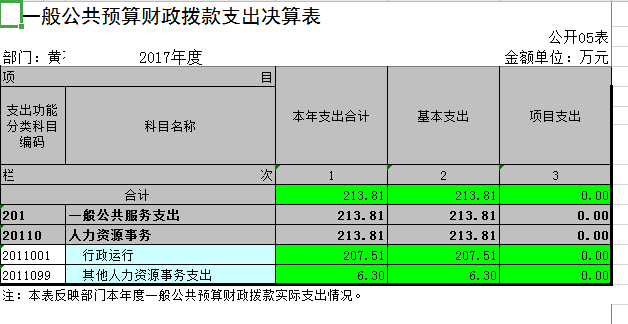 一般公共预算财政拨款支出决算表
公开05表
部门：黄 2017年度 金额单位：万元
项 目 本年支出合计 基本支出 项目支出
支出功能分类科目编码 科目名称
栏 次 1 2 3
合计 213.81 213.81 0.00
201 一般公共服务支出 213.81 213.81 0.00
20110 人力资源事务 213.81 213.81 0.00
2011001 行政运行 207.51 207.51 0.00
2011099 其他人力资源事务支出 6.30 6.30 0.00
注：本表反映部门本年度一般公共预算财政拨款实际支出情况。